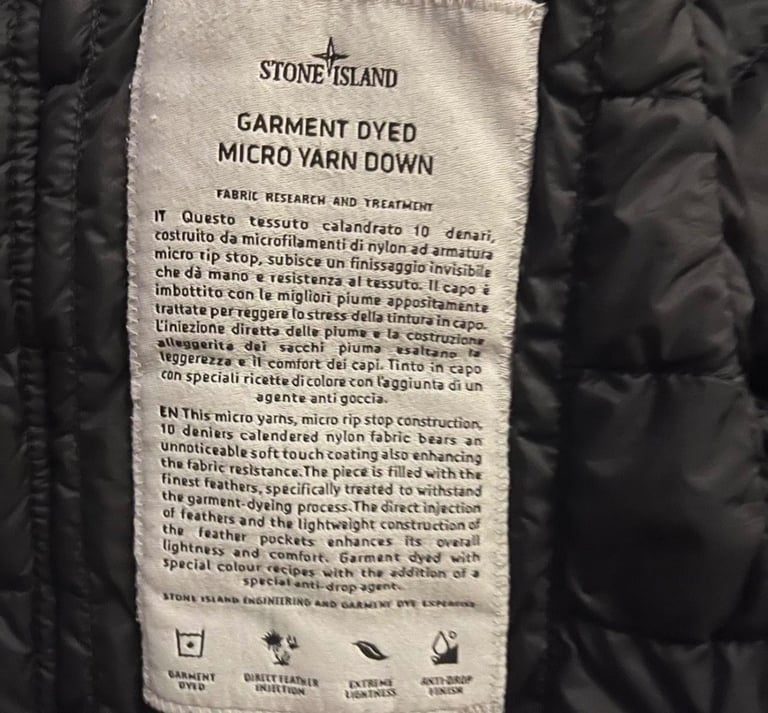 STONE ISLAND
GARMENT DYED
MICRO YARN DOWN
FABRIC RESEARCH AND TREATMENT
IT Questo tessuto calandrato 10 denari,
costruito da microfilamenti di nylon ad armatura
micro rip stop, subisce un finissaggio invisibile
che dà mano e resistenza al tessuto. Il capo è
imbottito con le migliori piume appositamente
trattate per reggere lo stress della tintura in capo.
L'iniezione diretta delle piume e la costruzione
alleggerita dei sacchi piuma esaltano la
leggerezza e il comfort dei capi. Tinto in capo
con speciali ricette di colore con l'aggiunta di un
agente anti goccia.
EN This micro yarns, micro rip stop construction,
10 deniers calendered nylon fabric bears an
unnoticeable soft touch coating also enhancing
the fabric resistance.The piece is filled with the
finest feathers, specifically treated to withstand
the garment-dyeing process.The direct injection
of feathers and the lightweight construction of
the feather pockets enhances its overall
lightness and comfort. Garment dyed with
special colour recipes with the addition of a
special anti-drop agent.
STONE ISLAND ENGINEERING AND GARMENT DYE EXPERTISE
GARMENT
DYED
DIRECT FEATHER
INJECTION
EXTREME
LIGHTNESS
ANTI-DROP
FINISH